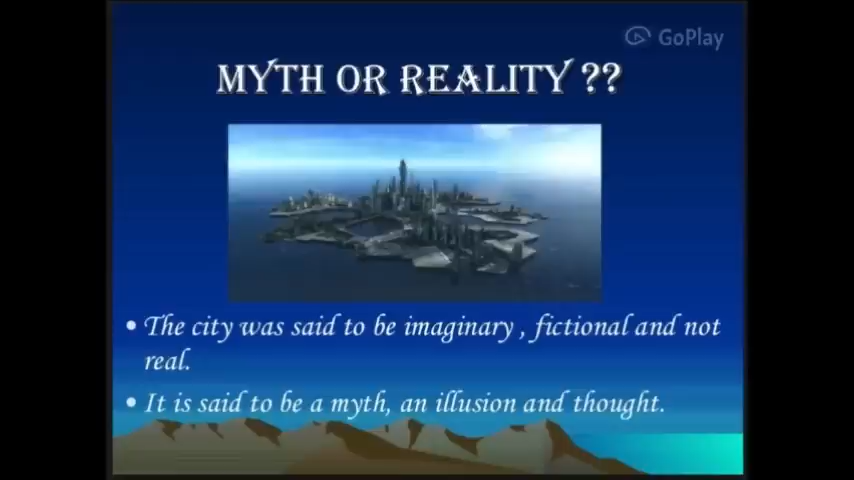 GoPlay
MYTH OR REALITY ??
• The city was said to be imaginary , fictional and not
real.
• It is said to be a myth, an illusion and thought.